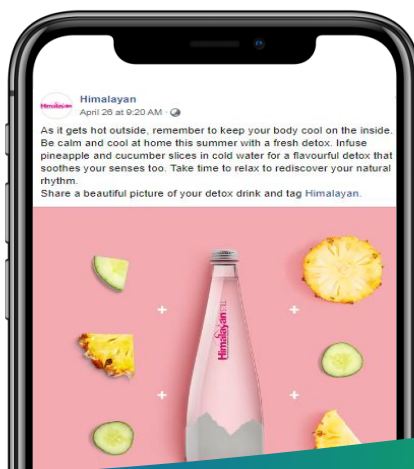 Himalayan
Himalayan
April 26 at 9:20 AM ·
As it gets hot outside, remember to keep your body cool on the inside.
Be calm and cool at home this summer with a fresh detox. Infuse
pineapple and cucumber slices in cold water for a flavourful detox that
soothes your senses too. Take time to relax to rediscover your natural
rhythm.
Share a beautiful picture of your detox drink and tag Himalayan.
+ +
Himalayan
+ +